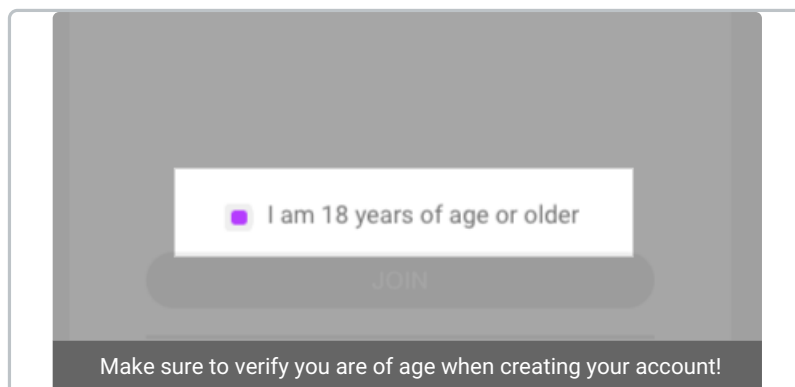 I am 18 years of age or older
JOIN
Make sure to verify you are of age when creating your account!